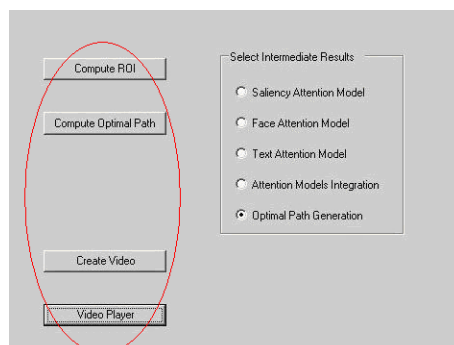 Compute ROI
Compute Optimal Path
Create Video
Video Player
Select Intermediate Results
Saliency Attention Model
Face Attention Model
Text Attention Model
Attention Models Integration
Optimal Path Generation